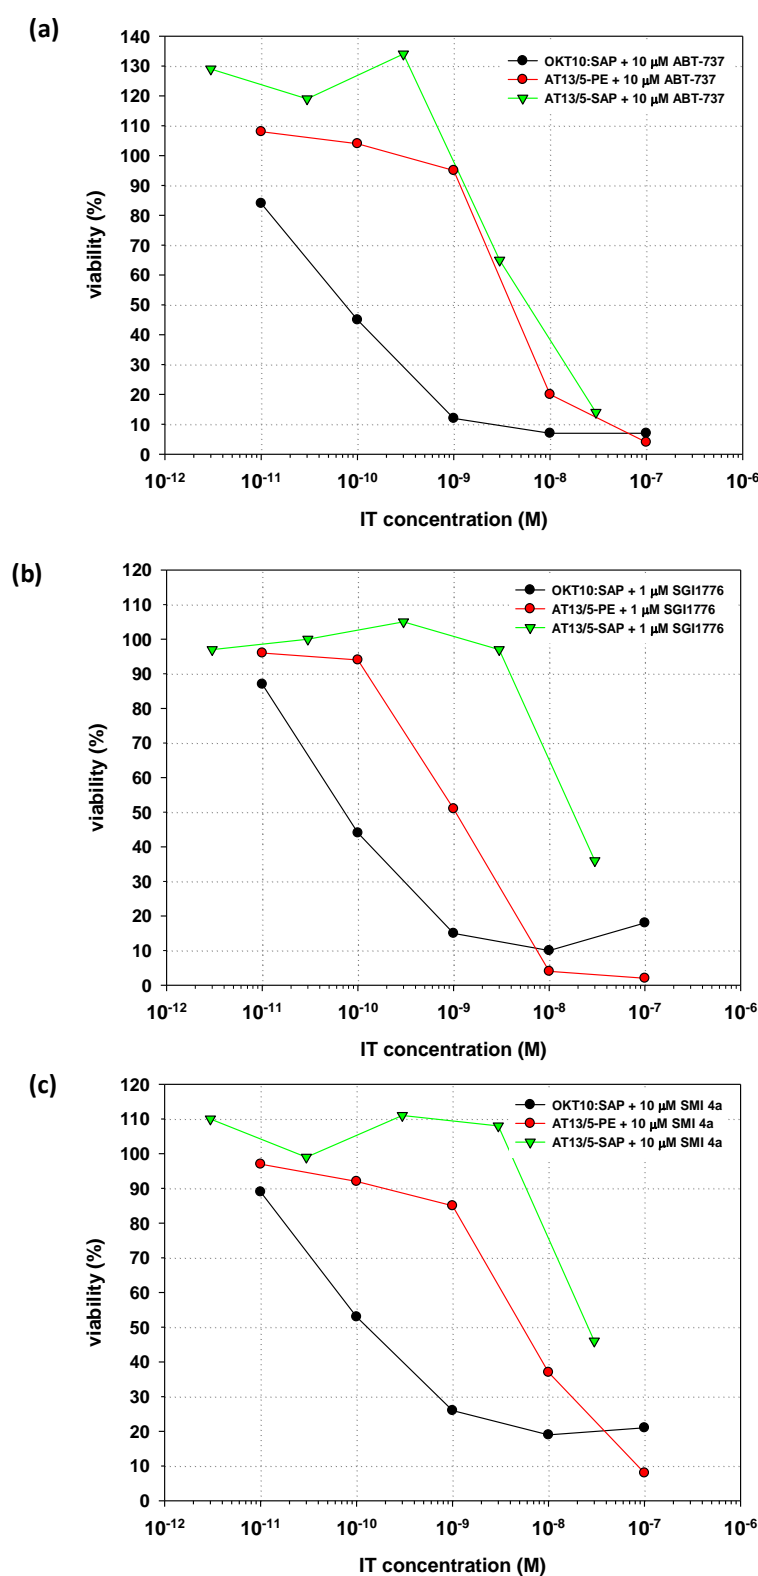 (a)
140
130
120
110
100
90
80
70
60
50
40
30
20
10
0
viability (%)
OKT10:SAP + 10 μM ABT-737
AT13/5-PE + 10 μM ABT-737
AT13/5-SAP + 10 μM ABT-737
10-12 10-11 10-10 10-9 10-8 10-7 10-6
IT concentration (M)
(b)
120
110
100
90
80
70
60
50
40
30
20
10
0
viability (%)
OKT10:SAP + 1 μM SGI1776
AT13/5-PE + 1 μM SGI1776
AT13/5-SAP + 1 μM SGI1776
10-12 10-11 10-10 10-9 10-8 10-7 10-6
IT concentration (M)
(c)
120
110
100
90
80
70
60
50
40
30
20
10
0
viability (%)
OKT10:SAP + 10 μM SMI 4a
AT13/5-PE + 10 μM SMI 4a
AT13/5-SAP + 10 μM SMI 4a
10-12 10-11 10-10 10-9 10-8 10-7 10-6
IT concentration (M)